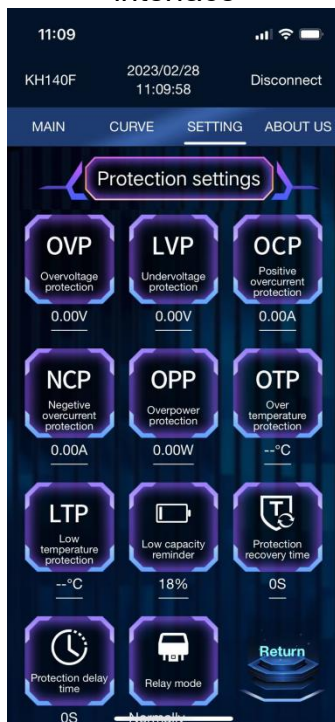 interface
11:09
KH140F
2023/02/28
11:09:58
Disconnect
MAIN CURVE SETTING ABOUT US
Protection settings
OVP
Overvoltage
protection
0.00V
LVP
Undervoltage
protection
0.00V
OCP
Positive
overcurrent
protection
0.00A
NCP
Negetive
overcurrent
protection
0.00A
OPP
Overpower
protection
0.00W
OTP
Over
temperature
protection
--°C
LTP
Low
temperature
protection
--°C
Low capacity
reminder
18%
T
Protection
recovery time
0S
Protection delay
time
0S
Relay mode
Normally
Return